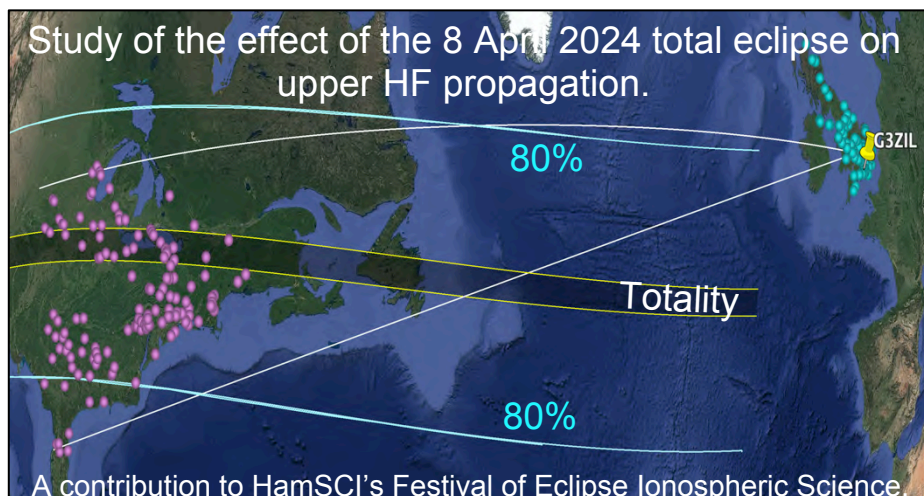 Study of the effect of the 8 April 2024 total eclipse on
upper HF propagation.
G3ZIL
80%
Totality
80%
A contribution to HamSCI's Festival of Eclipse Ionospheric Science